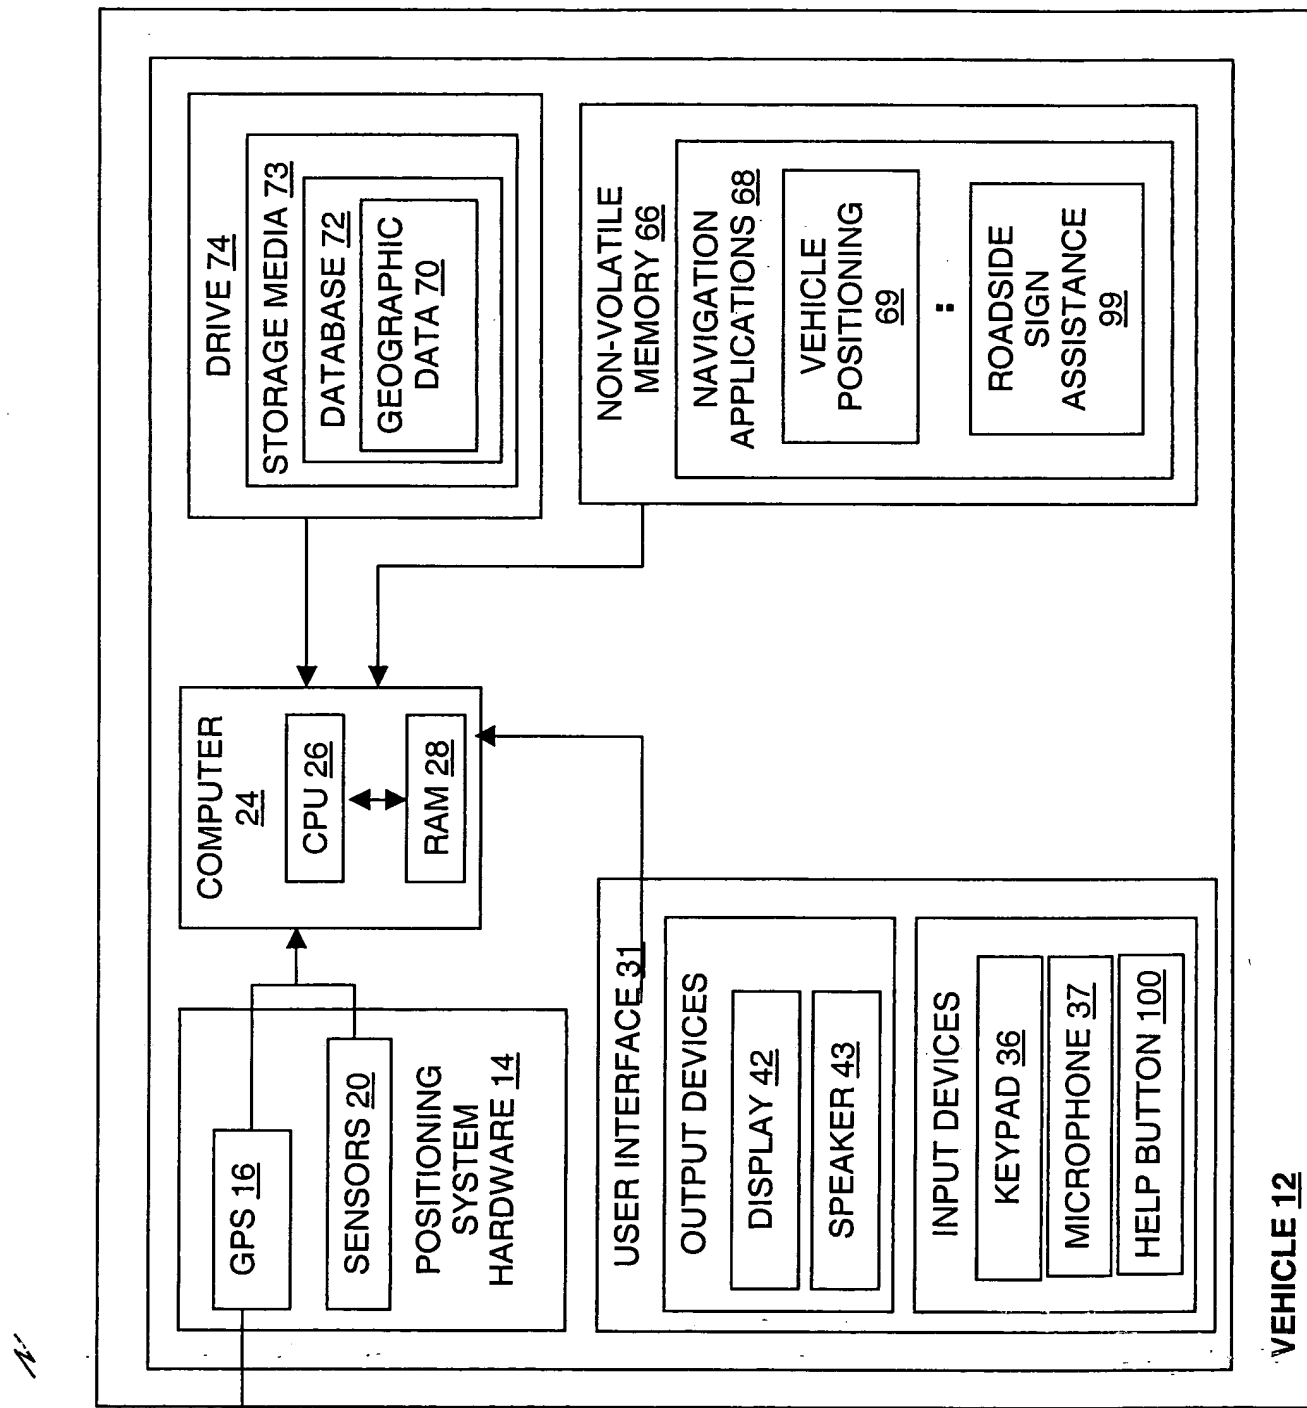 GPS 16
SENSORS 20
POSITIONING
SYSTEM
HARDWARE 14
COMPUTER
24
CPU 26
RAM 28
DRIVE 74
STORAGE MEDIA 73
DATABASE 72
GEOGRAPHIC
DATA 70
USER INTERFACE 31
OUTPUT DEVICES
DISPLAY 42
SPEAKER 43
INPUT DEVICES
KEYPAD 36
MICROPHONE 37
HELP BUTTON 100
NON-VOLATILE
MEMORY 66
NAVIGATION
APPLICATIONS 68
VEHICLE
POSITIONING
69
ROADSIDE
SIGN
ASSISTANCE
99
VEHICLE 12